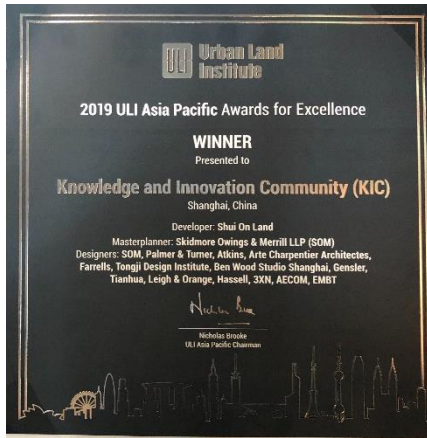 ULI Urban Land
Institute
2019 ULI Asia Pacific Awards for Excellence
WINNER
Presented to
Knowledge and Innovation Community (KIC)
Shanghai, China
Developer: Shui On Land
Masterplanner: Skidmore Owings & Merrill LLP (SOM)
Designers: SOM, Palmer & Turner, Atkins, Arte Charpentier Architectes,
Farrells, Tongji Design Institute, Ben Wood Studio Shanghai, Gensler,
Tianhua, Leigh & Orange, Hassell, 3XN, AECOM, EMBT
Nicholas Brooke
ULI Asia Pacific Chairman